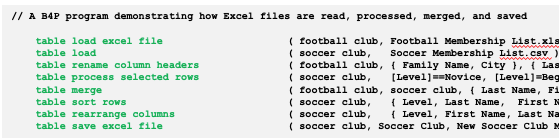 // A B4P program demonstrating how Excel files are read, processed, merged, and saved
table load excel file ( football club, Football Membership List.xls
table load ( soccer club, Soccer Membership List.csv )
table rename column headers ( football club, { Family Name, City }, { Las
table process selected rows ( soccer club, [Level]==Novice, [Level]=Beg
table merge ( football club, soccer club, { Last Name, Fi
table sort rows ( soccer club, { Level, Last Name, First N
table rearrange columns ( soccer club, { Level, First Name, Last Na
table save excel file ( soccer club, Soccer Club, New Soccer Club M